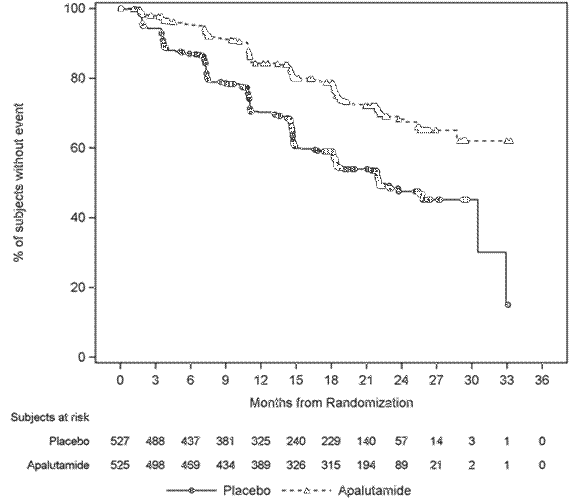 % of subjects without event
100
80
60
40
20
0
0 3 6 9 12 15 18 21 24 27 30 33 36
Months from Randomization
Subjects at risk
Placebo 527 488 437 381 325 240 229 140 57 14 3 1 0
Apalutamide 525 498 469 434 389 326 315 194 89 21 2 1 0
Placebo Apalutamide